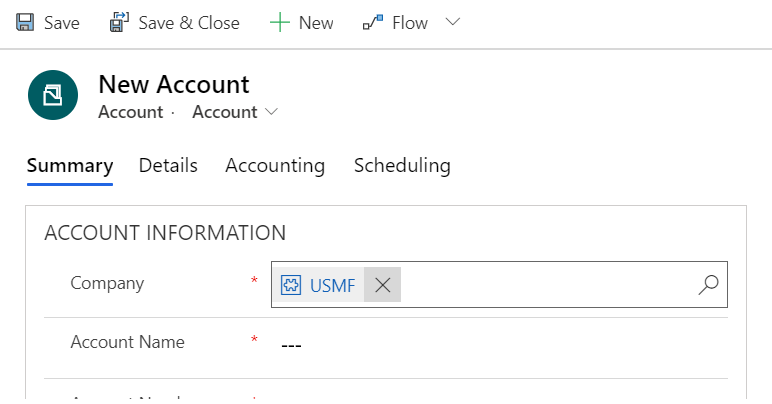 Save Save & Close New Flow
New Account
Account · Account
Summary Details Accounting Scheduling
ACCOUNT INFORMATION
Company * USMF
Account Name * ---